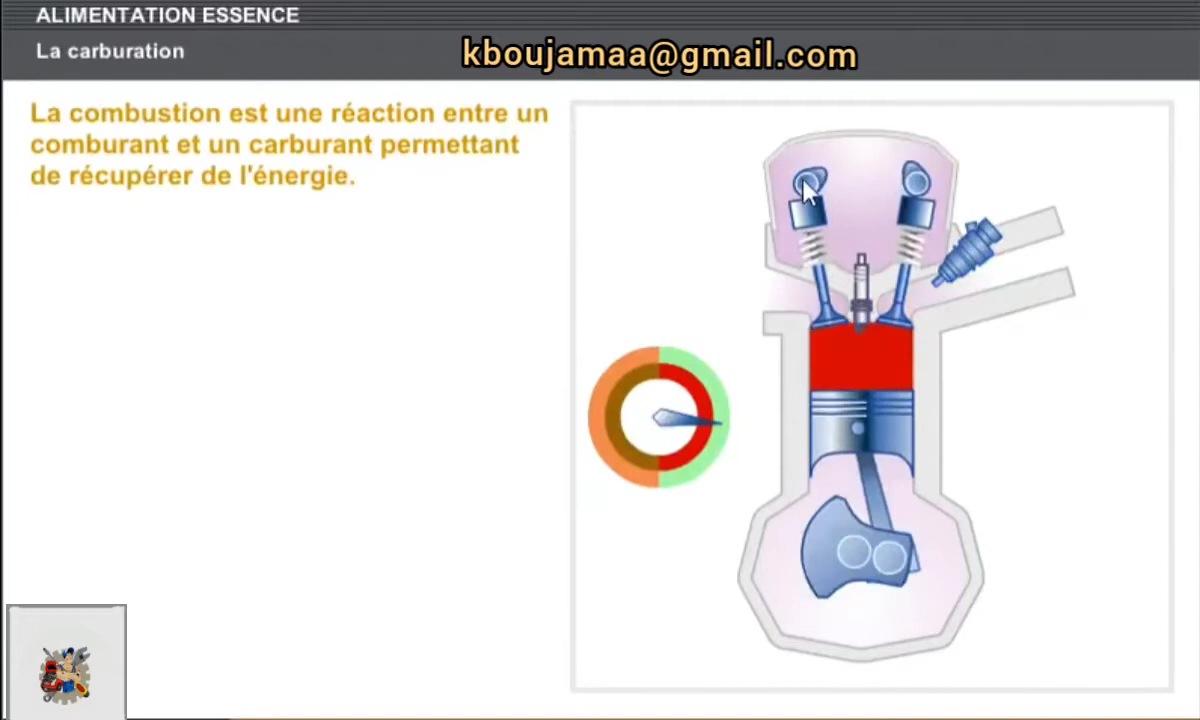 ALIMENTATION ESSENCE
La carburation
kboujamaa@gmail.com
La combustion est une réaction entre un
comburant et un carburant permettant
de récupérer de l'énergie.